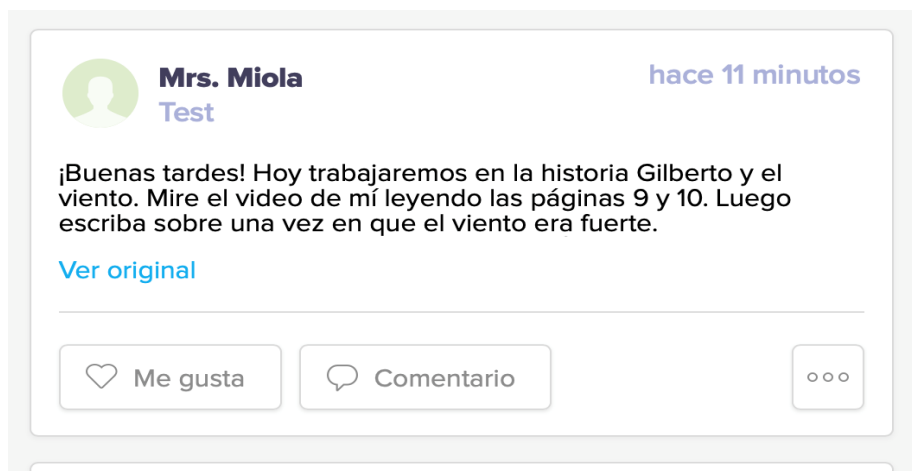 Mrs. Miola
hace 11 minutos
Test
¡Buenas tardes! Hoy trabajaremos en la historia Gilberto y el
viento. Mire el video de mí leyendo las páginas 9 y 10. Luego
escriba sobre una vez en que el viento era fuerte.
Ver original
Me gusta
Comentario